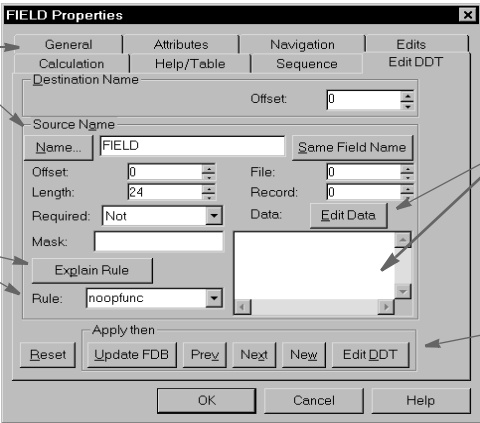 FIELD Properties
General Attributes Navigation Edits
Calculation Help/Table Sequence Edit DDT
Destination Name
Offset: 0
Source Name
Name... FIELD Same Field Name
Offset: 0 File: 0
Length: 24 Record: 0
Required: Not Data: Edit Data
Mask:
Explain Rule
Rule: noopfunc
Apply then
Reset Update FDB Prev Next New Edit DDT
OK Cancel Help